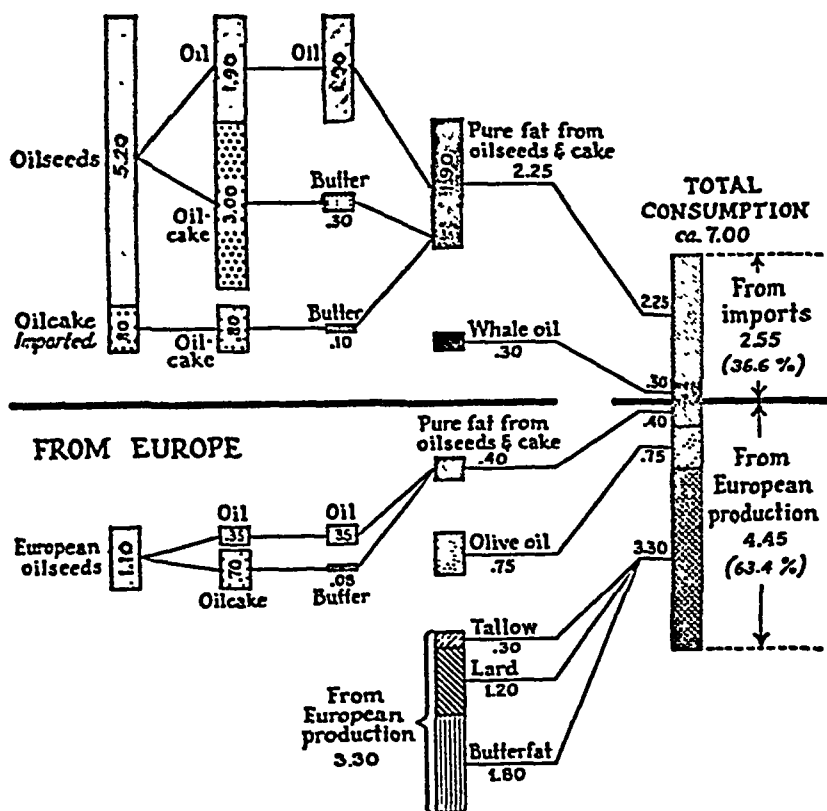 Oilseeds
5.20
Oil
1.90
Oil
Oil-
cake
3.00
Butter
.30
1.90
Pure fat from
oilseeds & cake
2.25
Oilcake
Imported
.80
Oil-
cake
.80
Butter
.10
Whale oil
.30
TOTAL
CONSUMPTION
ca. 7.00
2.25
.30
From
imports
2.55
(36.6 %)
FROM EUROPE
European
oilseeds
1.10
Oil
.35
.70
Oilcake
Oil
.35
Butter
Pure fat from
oilseeds & cake
.40
Olive oil
.75
.40
.75
3.30
From
European
production
4.45
(63.4 %)
From
European
production
3.30
Tallow
.30
Lard
1.20
Butterfat
1.80